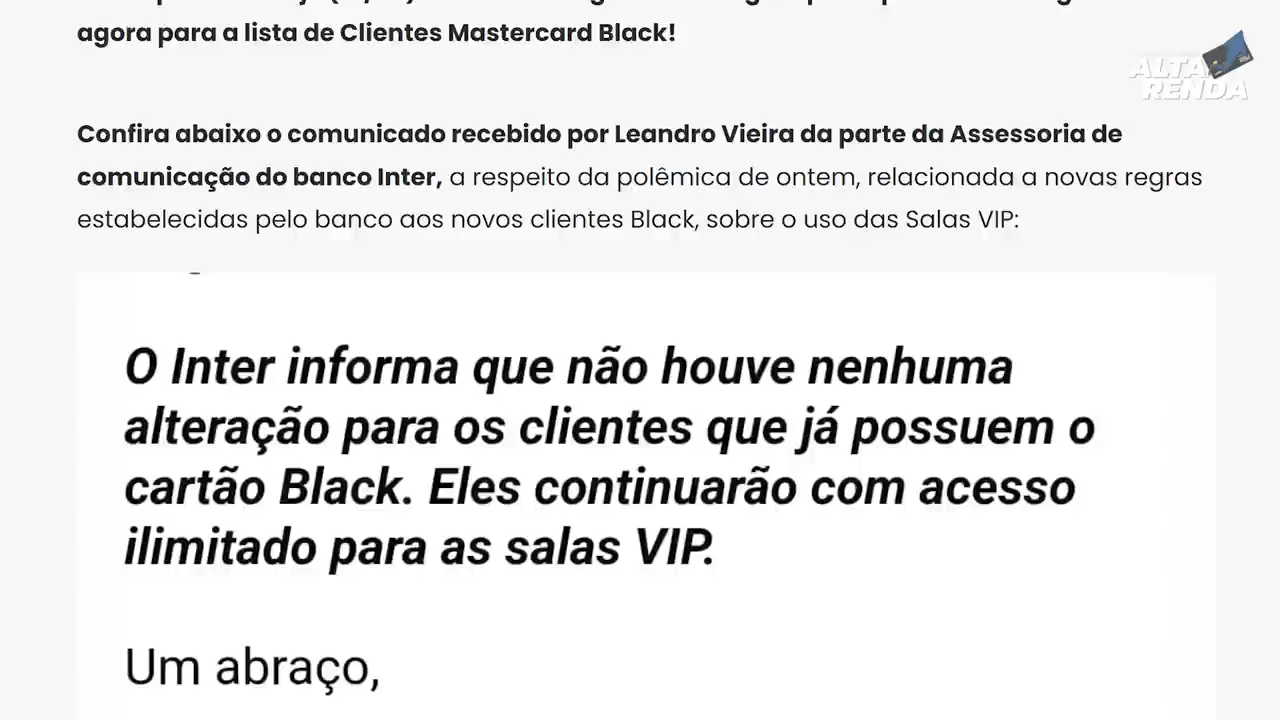 agora para a lista de Clientes Mastercard Black!
ALTA
RENDA
Confira abaixo o comunicado recebido por Leandro Vieira da parte da Assessoria de
comunicação do banco Inter, a respeito da polêmica de ontem, relacionada a novas regras
estabelecidas pelo banco aos novos clientes Black, sobre o uso das Salas VIP:
O Inter informa que não houve nenhuma
alteração para os clientes que já possuem o
cartão Black. Eles continuarão com acesso
ilimitado para as salas VIP.
Um abraço,